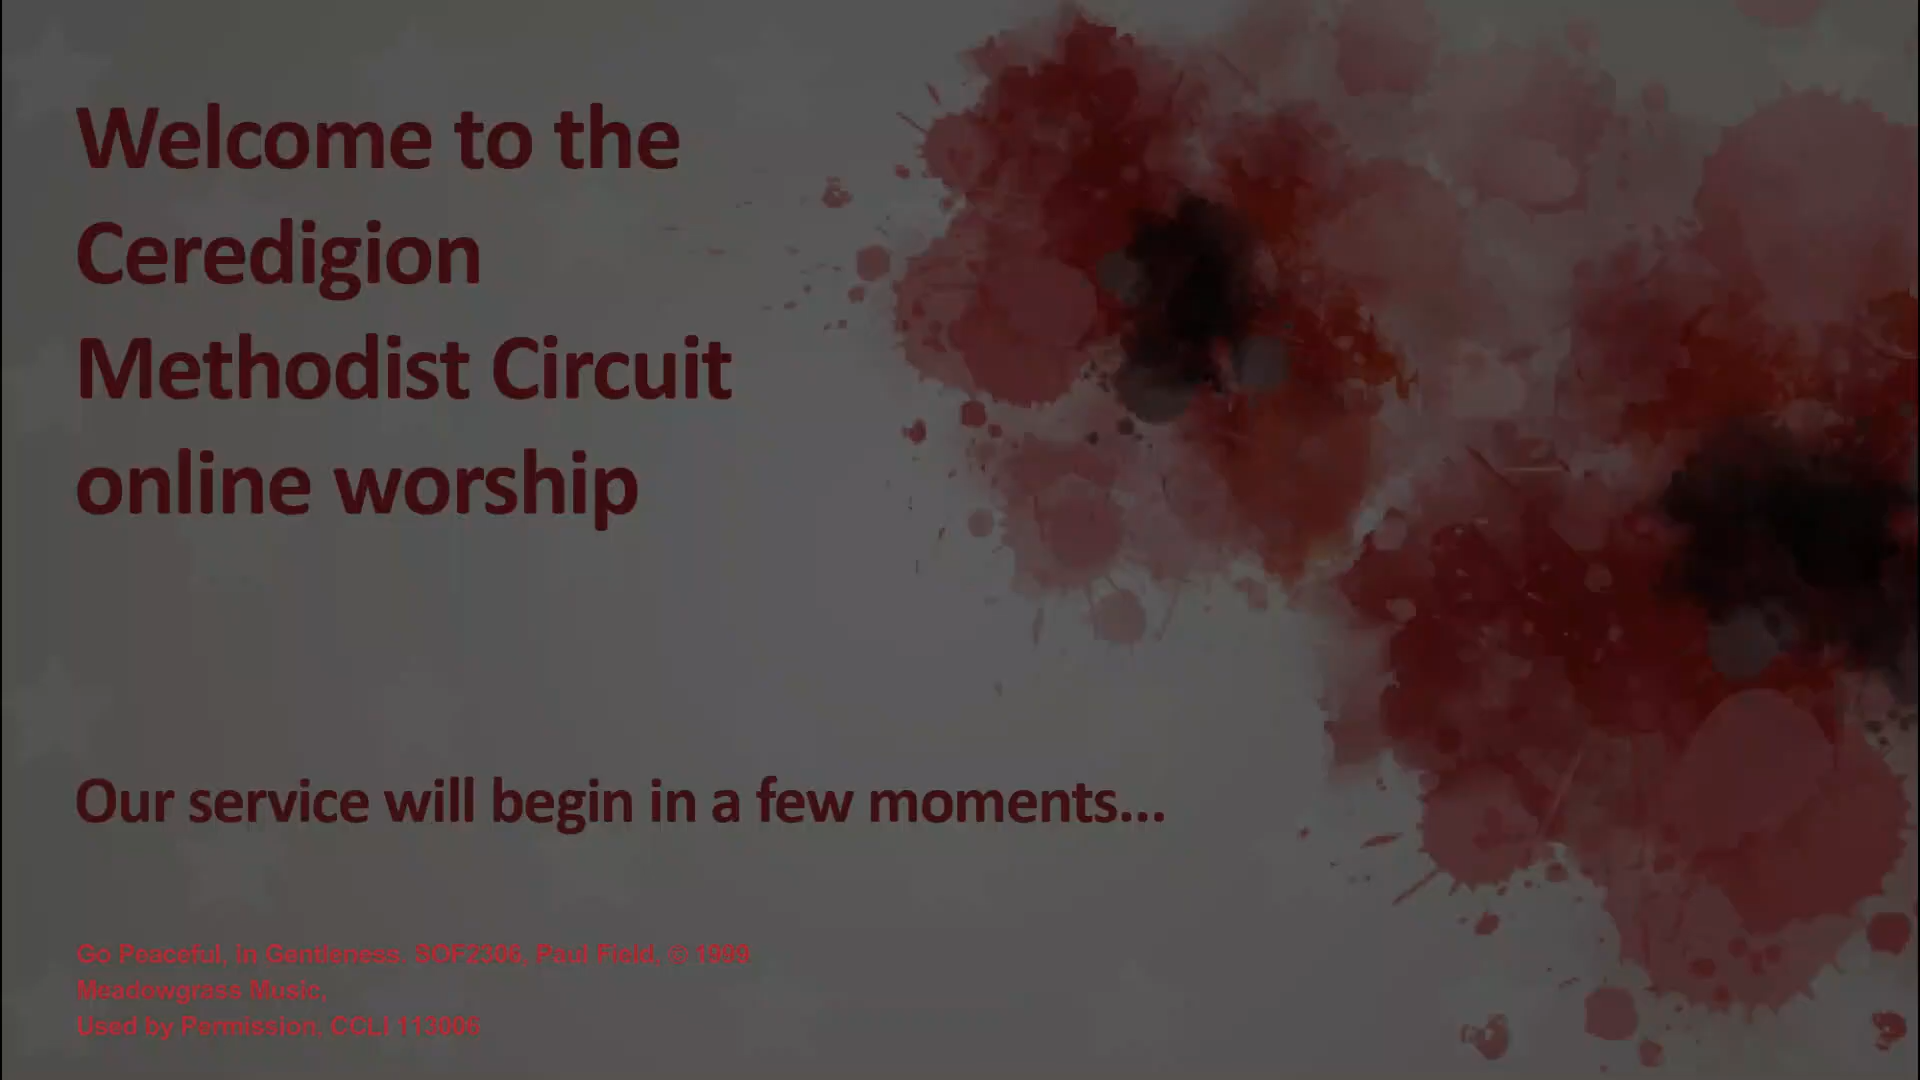 Welcome to the
Ceredigion
Methodist Circuit
online worship
Our service will begin in a few moments...
Go Peaceful, in Gentleness, SOF2306, Paul Field, © 1999
Meadowgrass Music,
Used by Permission, CCLI 113006